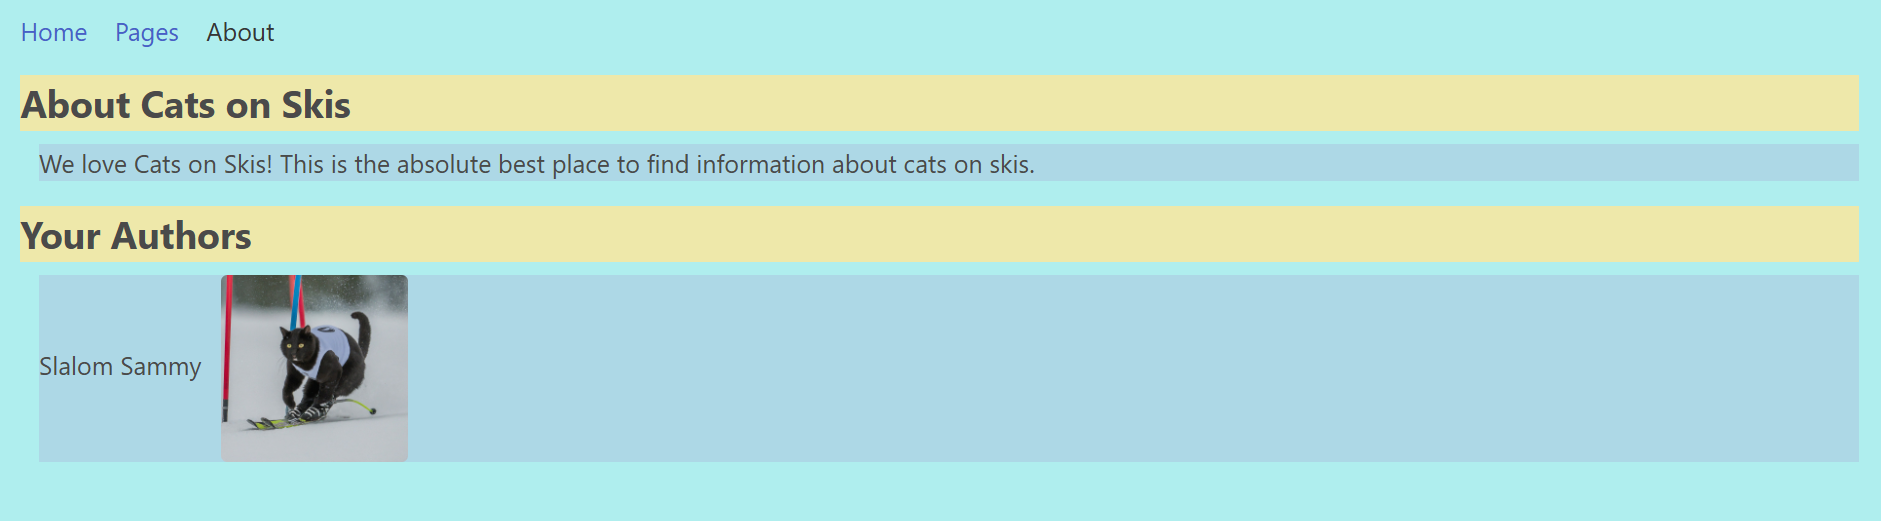 Home Pages About
About Cats on Skis
We love Cats on Skis! This is the absolute best place to find information about cats on skis.
Your Authors
Slalom Sammy